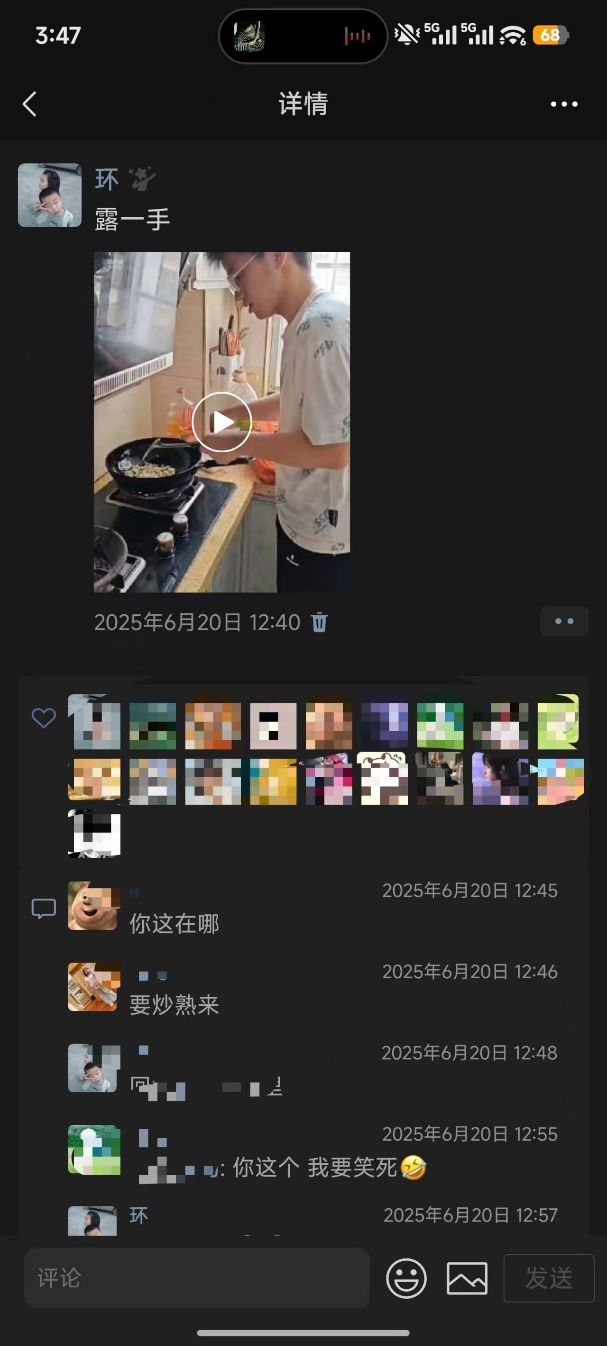 3:47
5G
5G
6
68
详情
环
露一手
2025年6月20日 12:40
2025年6月20日 12:45
你这在哪
2025年6月20日 12:46
要炒熟来
2025年6月20日 12:48
2025年6月20日 12:55
: 你这个 我要笑死🤣
环
2025年6月20日 12:57
评论
发送